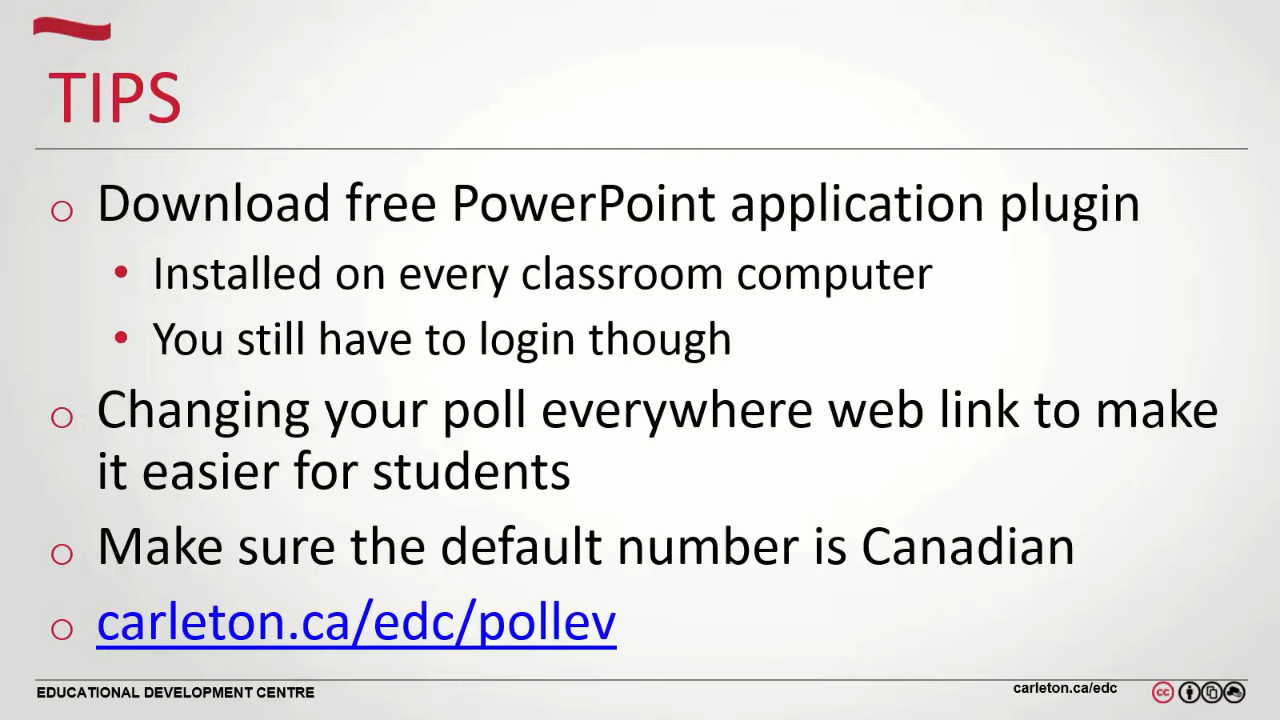 TIPS
Download free PowerPoint application plugin
Installed on every classroom computer
You still have to login though
Changing your poll everywhere web link to make
it easier for students
Make sure the default number is Canadian
carleton.ca/edc/pollev
EDUCATIONAL DEVELOPMENT CENTRE
carleton.ca/edc
cc